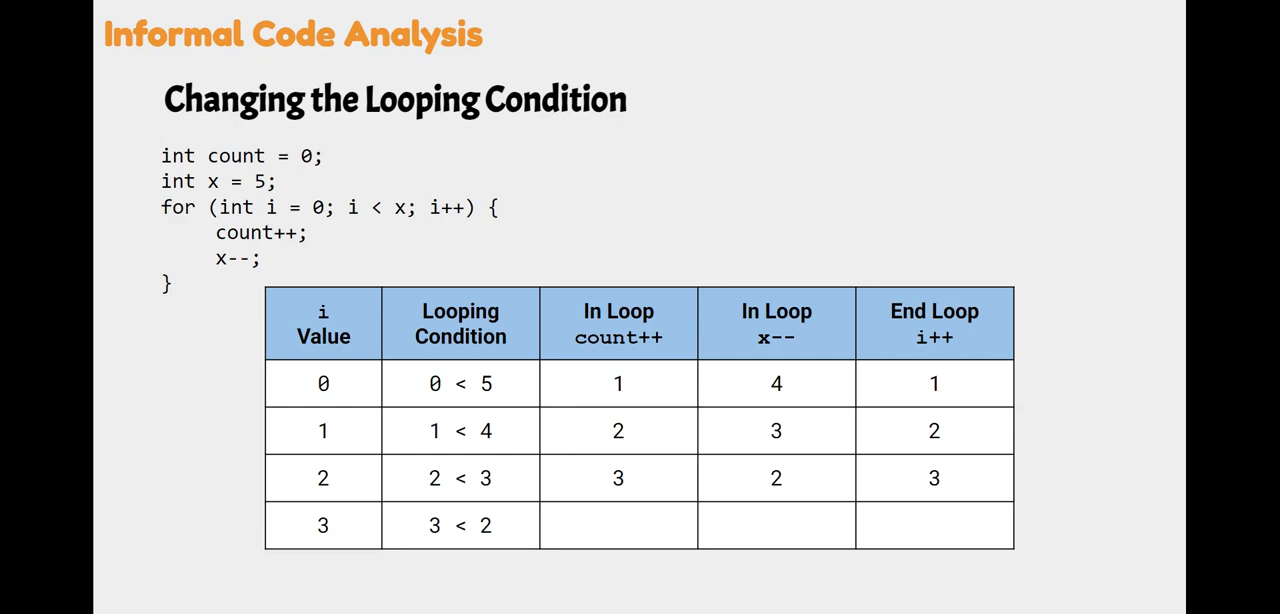 Informal Code Analysis
Changing the Looping Condition
int count = 0;
int x = 5;
for (int i = 0; i < x; i++) {
count++;
x--;
}
i Looping In Loop In Loop End Loop
Value Condition count++ x-- i++
0 0 < 5 1 4 1
1 1 < 4 2 3 2
2 2 < 3 3 2 3
3 3 < 2